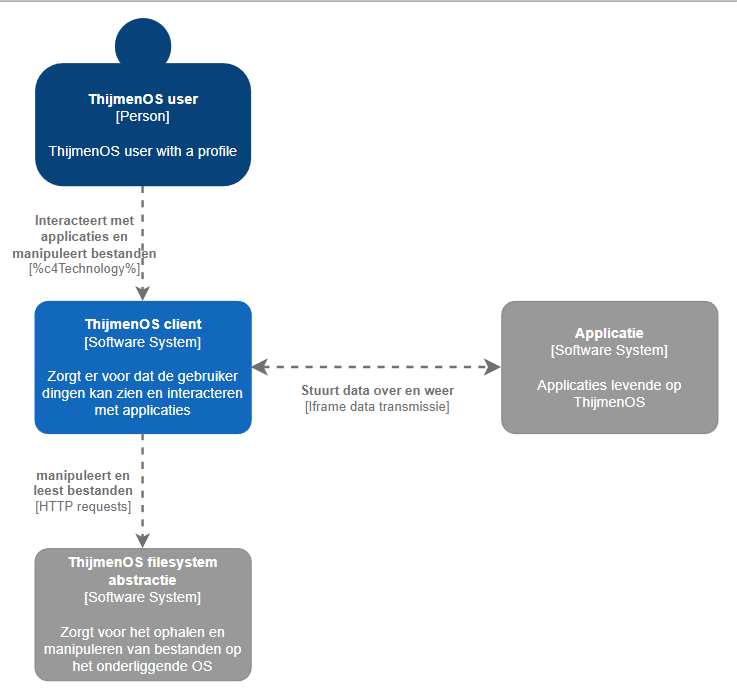 ThijmenOS user
[Person]
ThijmenOS user with a profile
Interacteert met
applicaties en
manipuleert bestanden
[%c4Technology%]
ThijmenOS client
[Software System]
Zorgt er voor dat de gebruiker
dingen kan zien en interacteren
met applicaties
Stuurt data over en weer
[Iframe data transmissie]
Applicatie
[Software System]
Applicaties levende op
ThijmenOS
manipuleert en
leest bestanden
[HTTP requests]
ThijmenOS filesystem
abstractie
[Software System]
Zorgt voor het ophalen en
manipuleren van bestanden op
het onderliggende OS